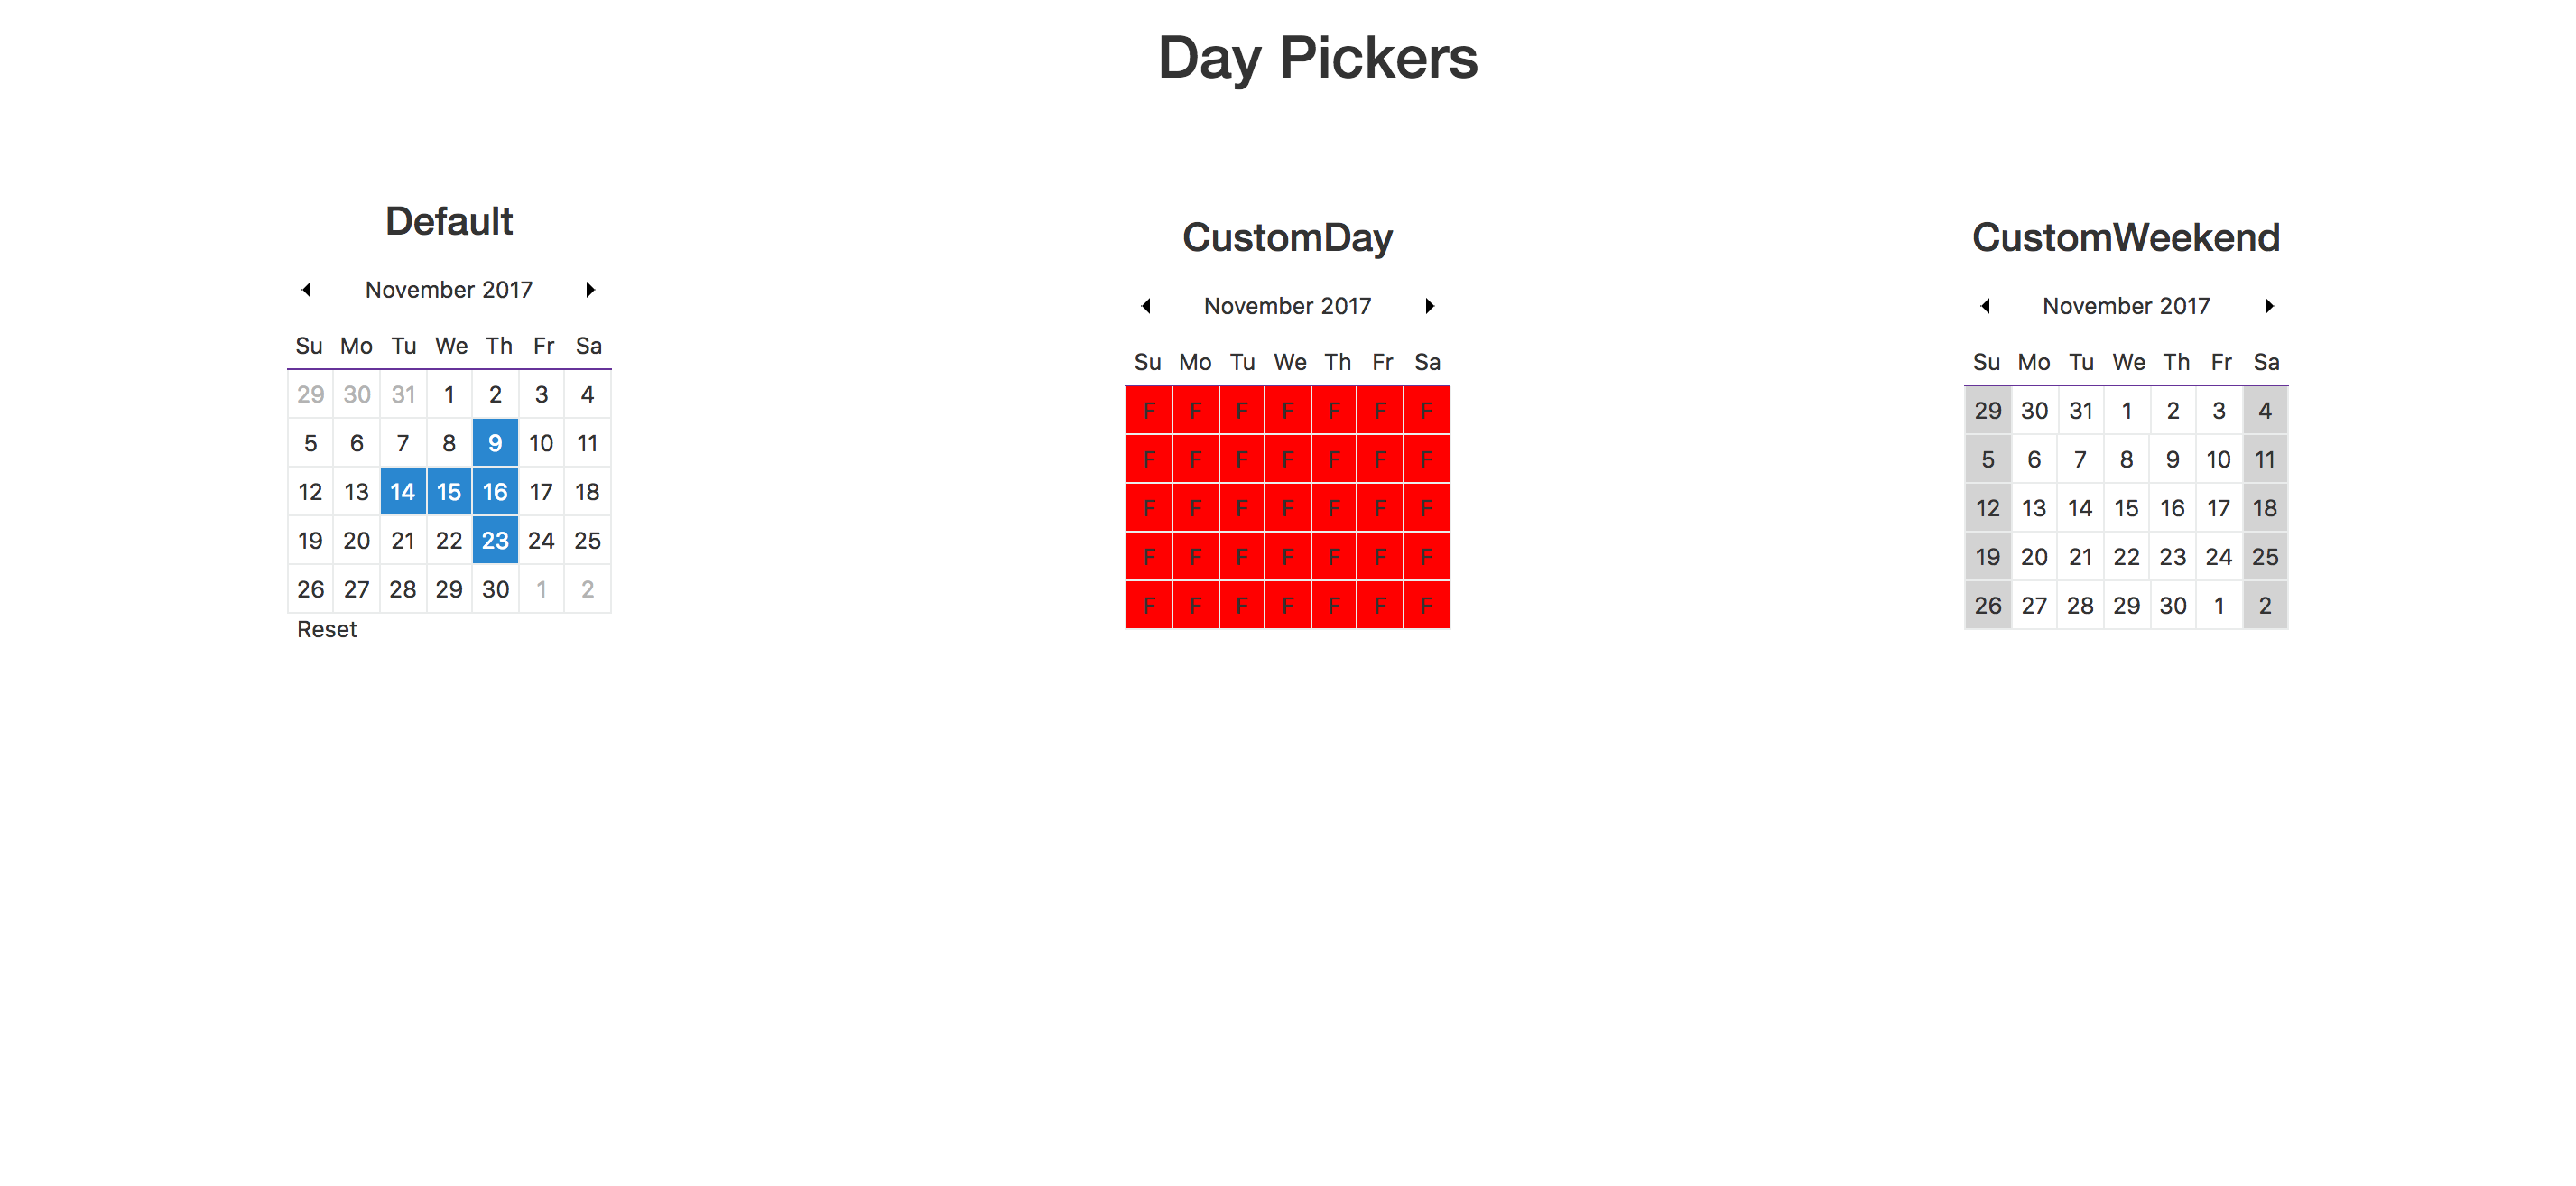 Day Pickers
Default
November 2017
Su Mo Tu We Th Fr Sa
29 30 31 1 2 3 4
5 6 7 8 9 10 11
12 13 14 15 16 17 18
19 20 21 22 23 24 25
26 27 28 29 30 1 2
Reset
CustomDay
November 2017
Su Mo Tu We Th Fr Sa
F F F F F F F
F F F F F F F
F F F F F F F
F F F F F F F
F F F F F F F
CustomWeekend
November 2017
Su Mo Tu We Th Fr Sa
29 30 31 1 2 3 4
5 6 7 8 9 10 11
12 13 14 15 16 17 18
19 20 21 22 23 24 25
26 27 28 29 30 1 2